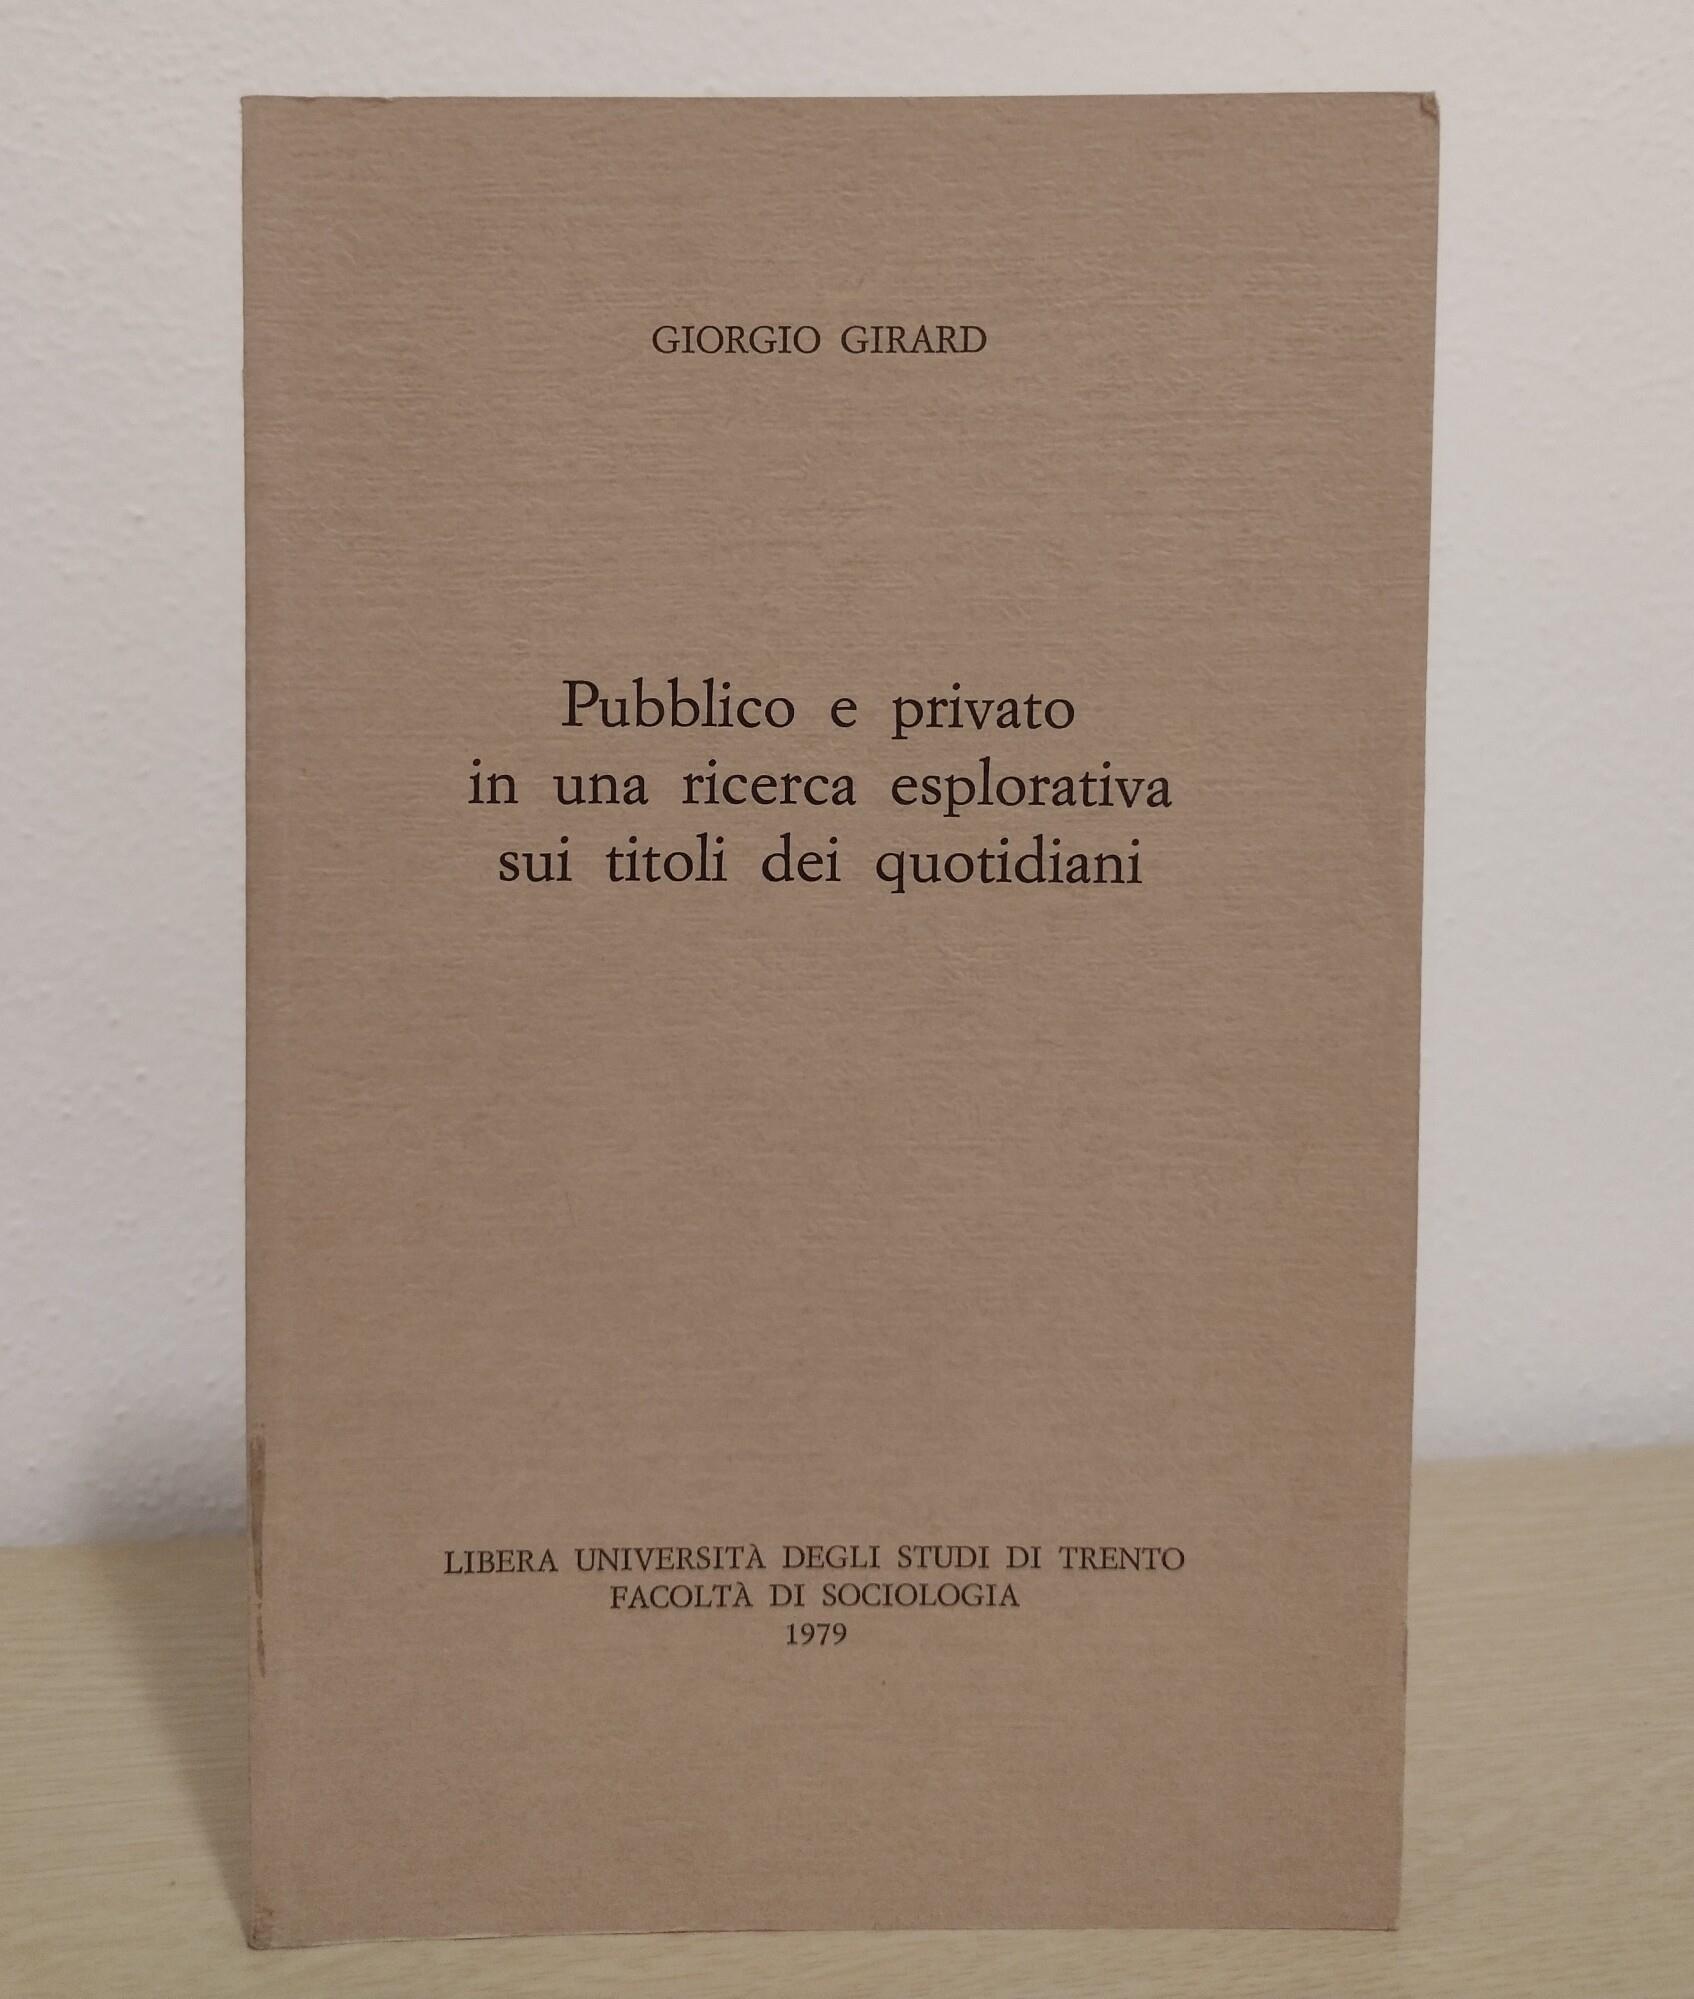 GIORGIO GIRARD
Pubblico e privato
in una ricerca esplorativa
sui titoli dei quotidiani
LIBERA UNIVERSITÀ DEGLI STUDI DI TRENTO
FACOLTÀ DI SOCIOLOGIA
1979